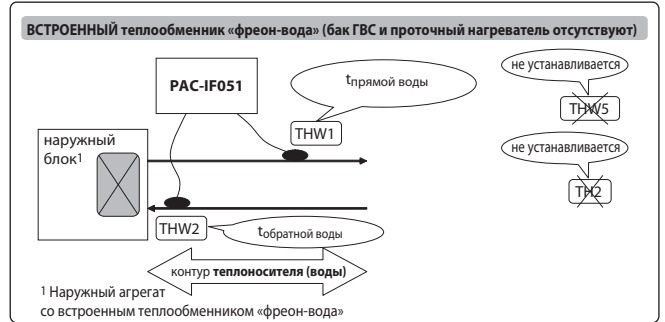 ВСТРОЕННЫЙ теплообменник «фреон-вода» (бак ГВС и проточный нагреватель отсутствуют)
PAC-IF051
tпрямой воды
не устанавливается
THW5
THW1
наружный
блок1
не устанавливается
TH2
THW2
tобратной воды
контур теплоносителя (воды)
1 Наружный агрегат
со встроенным теплообменником «фреон-вода»